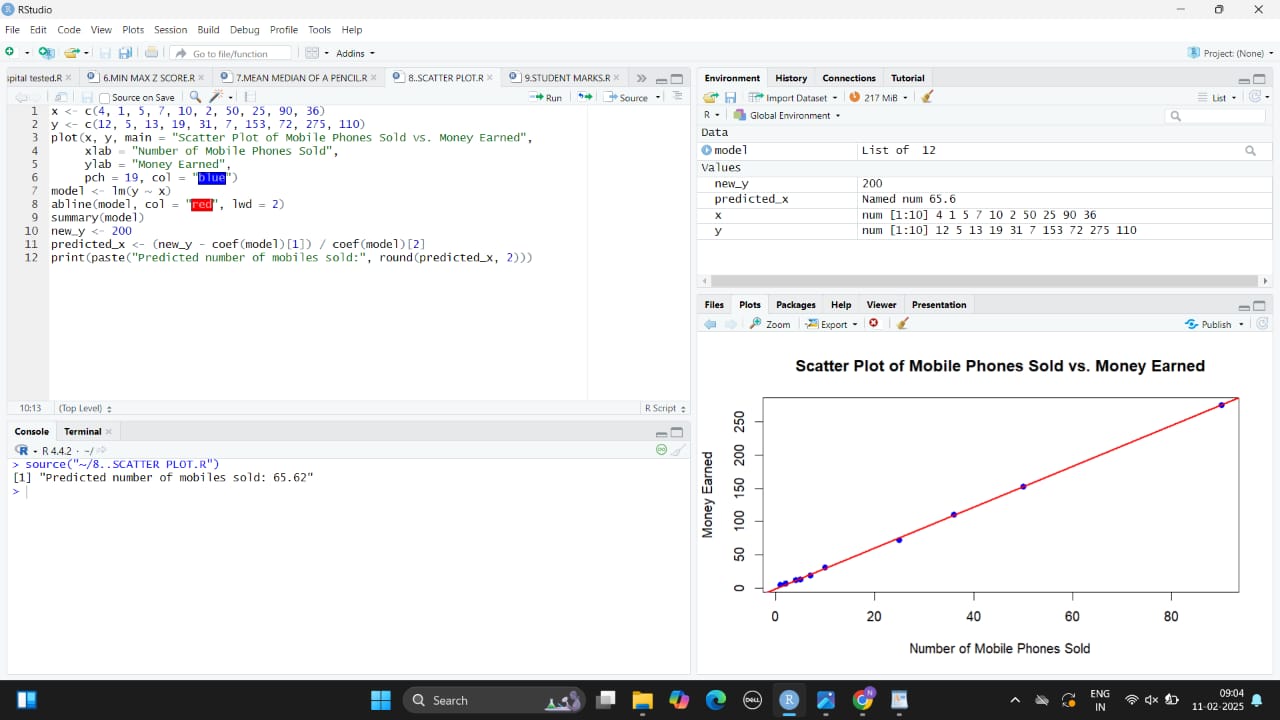 RStudio
File Edit Code View Plots Session Build Debug Profile Tools Help
Go to file/function Addins Project: (None)
spital tested.R 6.MIN MAX Z SCORE.R 7.MEAN MEDIAN OF A PENCIL.R 8..SCATTER PLOT.R 9.STUDENT MARKS.R
Source on Save Run Source
1 x <- c(4, 1, 5, 7, 10, 2, 50, 25, 90, 36)
2 y <- c(12, 5, 13, 19, 31, 7, 153, 72, 275, 110)
3 plot(x, y, main = "Scatter Plot of Mobile Phones Sold vs. Money Earned",
4 xlab = "Number of Mobile Phones Sold",
5 ylab = "Money Earned",
6 pch = 19, col = "blue")
7 model <- lm(y ~ x)
8 abline(model, col = "red", lwd = 2)
9 summary(model)
10 new_y <- 200
11 predicted_x <- (new_y - coef(model)[1]) / coef(model)[2]
12 print(paste("Predicted number of mobiles sold:", round(predicted_x, 2)))
10:13 (Top Level) R Script
Console Terminal
R 4.4.2 · ~/
> source("~/8..SCATTER PLOT.R")
[1] "Predicted number of mobiles sold: 65.62"
>
Environment History Connections Tutorial
Import Dataset 217 MiB List
R Global Environment
Data
model List of 12
Values
new_y 200
predicted_x Named num 65.6
x num [1:10] 4 1 5 7 10 2 50 25 90 36
y num [1:10] 12 5 13 19 31 7 153 72 275 110
Files Plots Packages Help Viewer Presentation
Zoom Export Publish
Scatter Plot of Mobile Phones Sold vs. Money Earned
Money Earned
250
200
150
100
50
0
0 20 40 60 80
Number of Mobile Phones Sold
Search
DELL
R
N
ENG
IN
09:04
11-02-2025